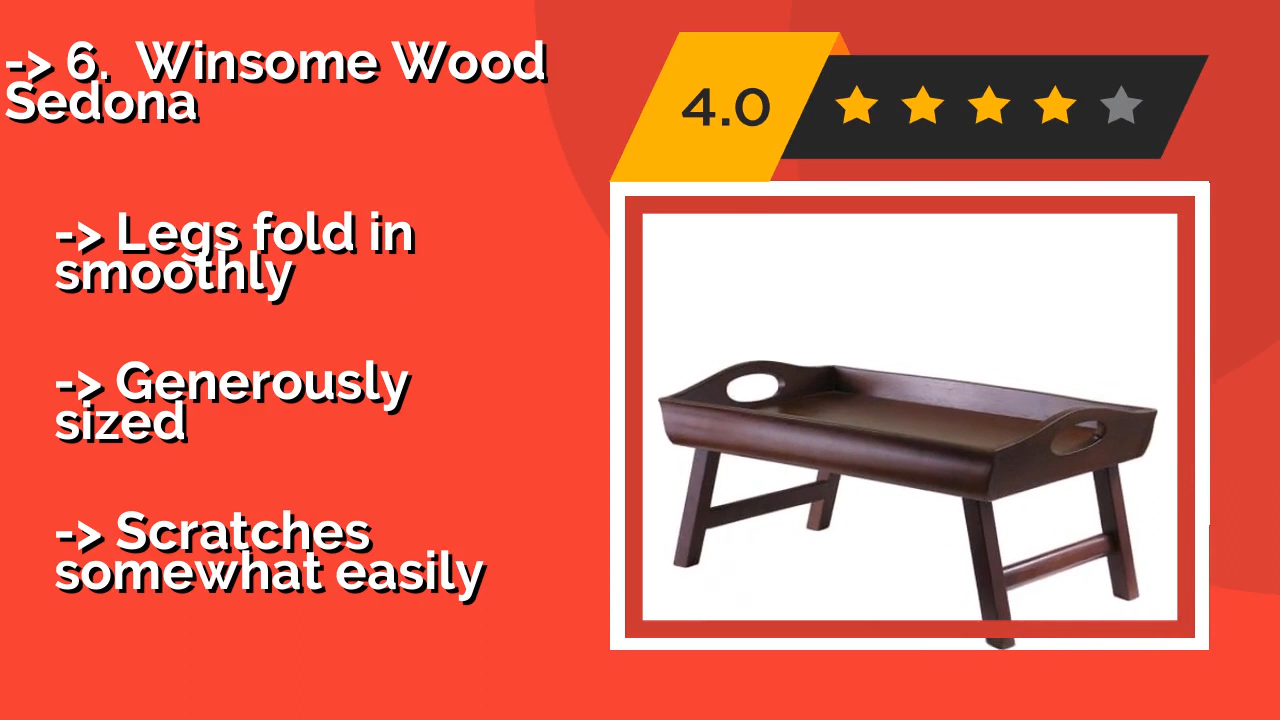 -> 6.  Winsome Wood
Sedona
4.0
-> Legs fold in
smoothly
-> Generously
sized
-> Scratches
somewhat easily